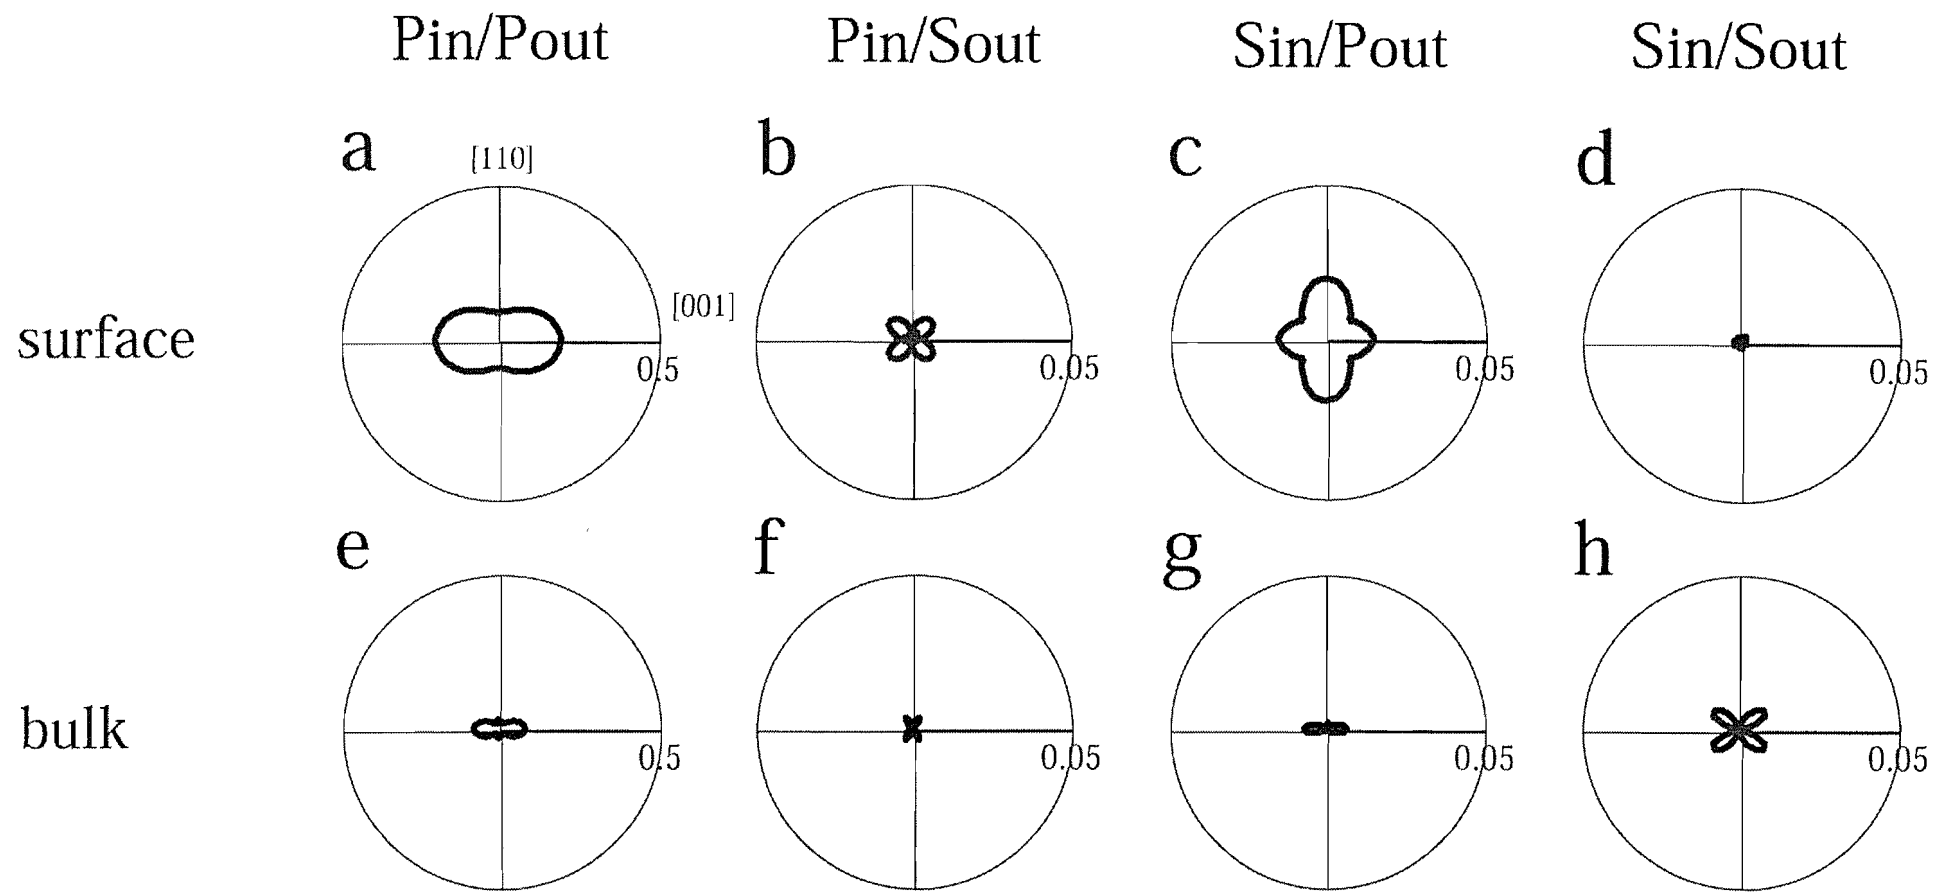 Pin/Pout Pin/Sout Sin/Pout Sin/Sout
a b c d
[110]
[001]
surface
0.5 0.05 0.05 0.05
e f g h
bulk
0.5 0.05 0.05 0.05